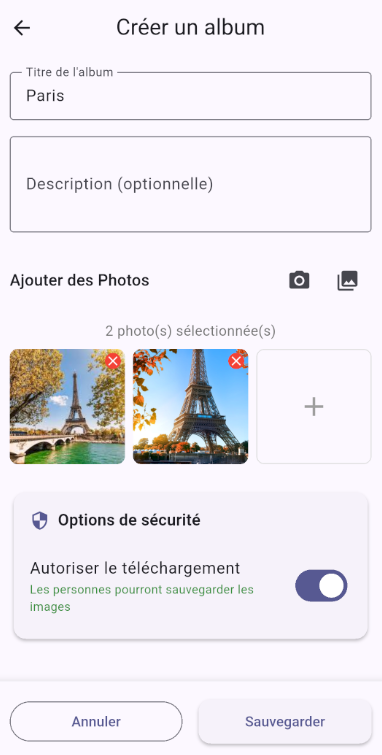 Créer un album
Titre de l'album
Paris
Description (optionnelle)
Ajouter des Photos
2 photo(s) sélectionnée(s)
Options de sécurité
Autoriser le téléchargement
Les personnes pourront sauvegarder les
images
Annuler
Sauvegarder